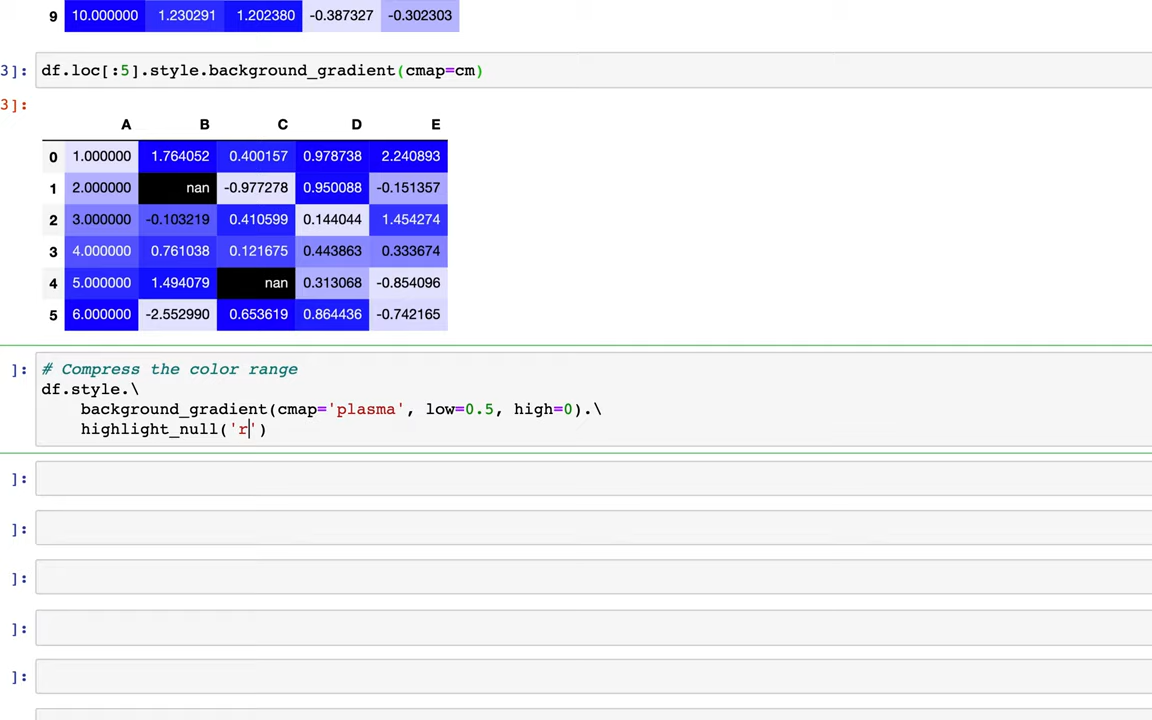 9 10.000000 1.230291 1.202380 -0.387327 -0.302303
3]: df.loc[:5].style.background_gradient(cmap=cm)
3]:
A B C D E
0 1.000000 1.764052 0.400157 0.978738 2.240893
1 2.000000 nan -0.977278 0.950088 -0.151357
2 3.000000 -0.103219 0.410599 0.144044 1.454274
3 4.000000 0.761038 0.121675 0.443863 0.333674
4 5.000000 1.494079 nan 0.313068 -0.854096
5 6.000000 -2.552990 0.653619 0.864436 -0.742165
]: # Compress the color range
df.style.\
background_gradient(cmap='plasma', low=0.5, high=0).\
highlight_null('r')
]:
]:
]:
]:
]: